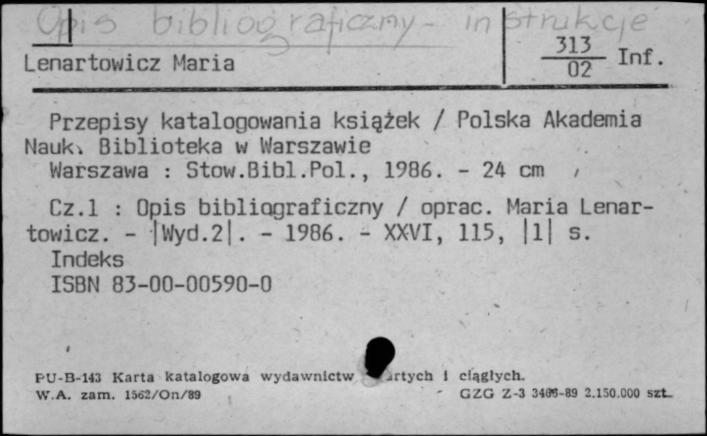 Opis bibliograficzny - instrukcje
Lenartowicz Maria
313
02 Inf.
Przepisy katalogowania książek / Polska Akademia
Nauk. Biblioteka w Warszawie
Warszawa : Stow.Bibl.Pol., 1986. - 24 cm
Cz.1 : Opis bibliograficzny / oprac. Maria Lenar-
towicz. - |Wyd.2|. - 1986. - XXVI, 115, |1| s.
Indeks
ISBN 83-00-00590-0
PU-B-143 Karta katalogowa wydawnictw i ciągłych.
W.A. zam. 1562/On/89 GZG Z-3 -89 2.150.000 szt.